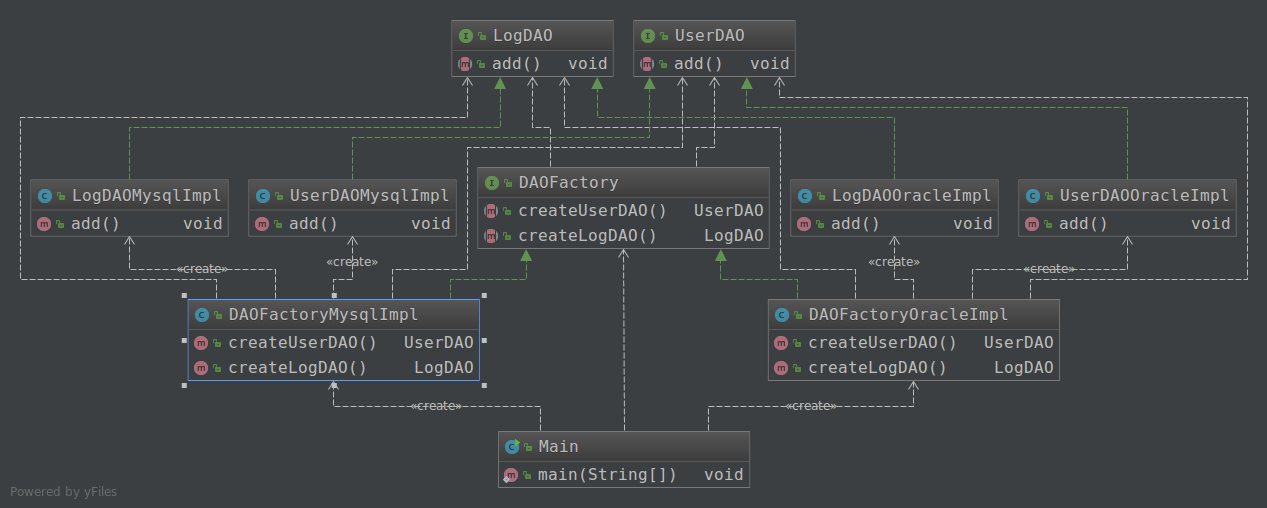 LogDAO
add() void
UserDAO
add() void
LogDAOMysqlImpl
add() void
UserDAOMysqlImpl
add() void
DAOFactory
createUserDAO() UserDAO
createLogDAO() LogDAO
LogDAOOracleImpl
add() void
UserDAOOracleImpl
add() void
«create»
«create»
«create»
«create»
DAOFactoryMysqlImpl
createUserDAO() UserDAO
createLogDAO() LogDAO
DAOFactoryOracleImpl
createUserDAO() UserDAO
createLogDAO() LogDAO
«create»
«create»
Main
main(String[]) void
Powered by yFiles